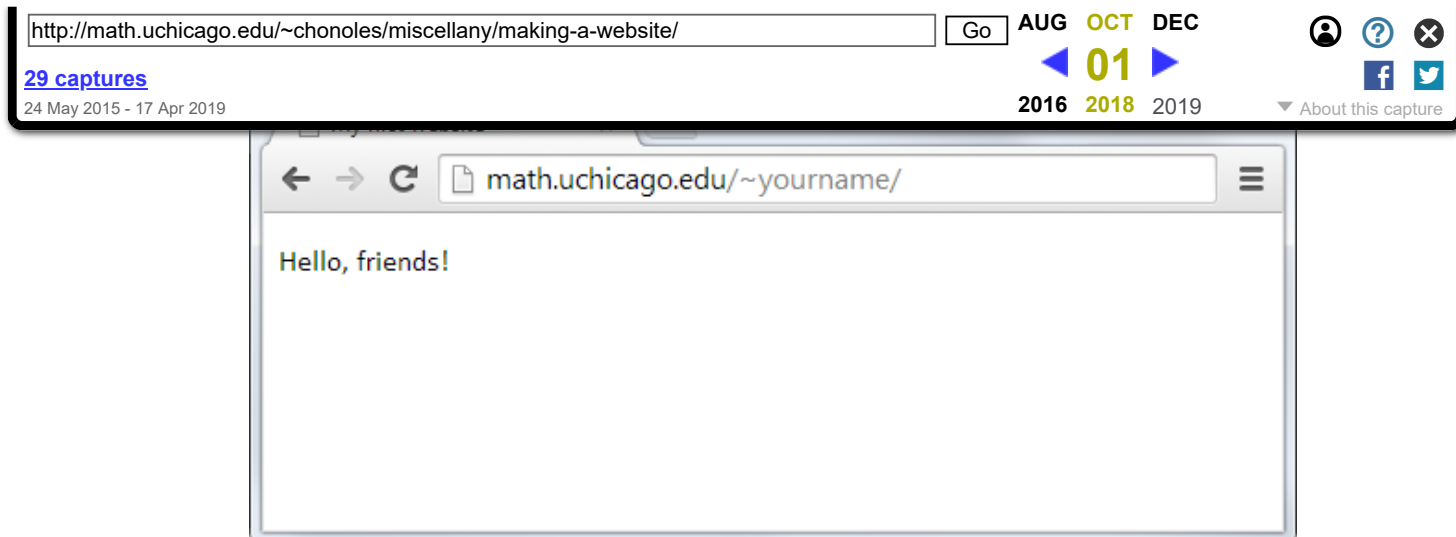 http://math.uchicago.edu/~chonoles/miscellany/making-a-website/ Go AUG OCT DEC
29 captures 01
24 May 2015 - 17 Apr 2019 2016 2018 2019 About this capture
math.uchicago.edu/~yourname/
Hello, friends!